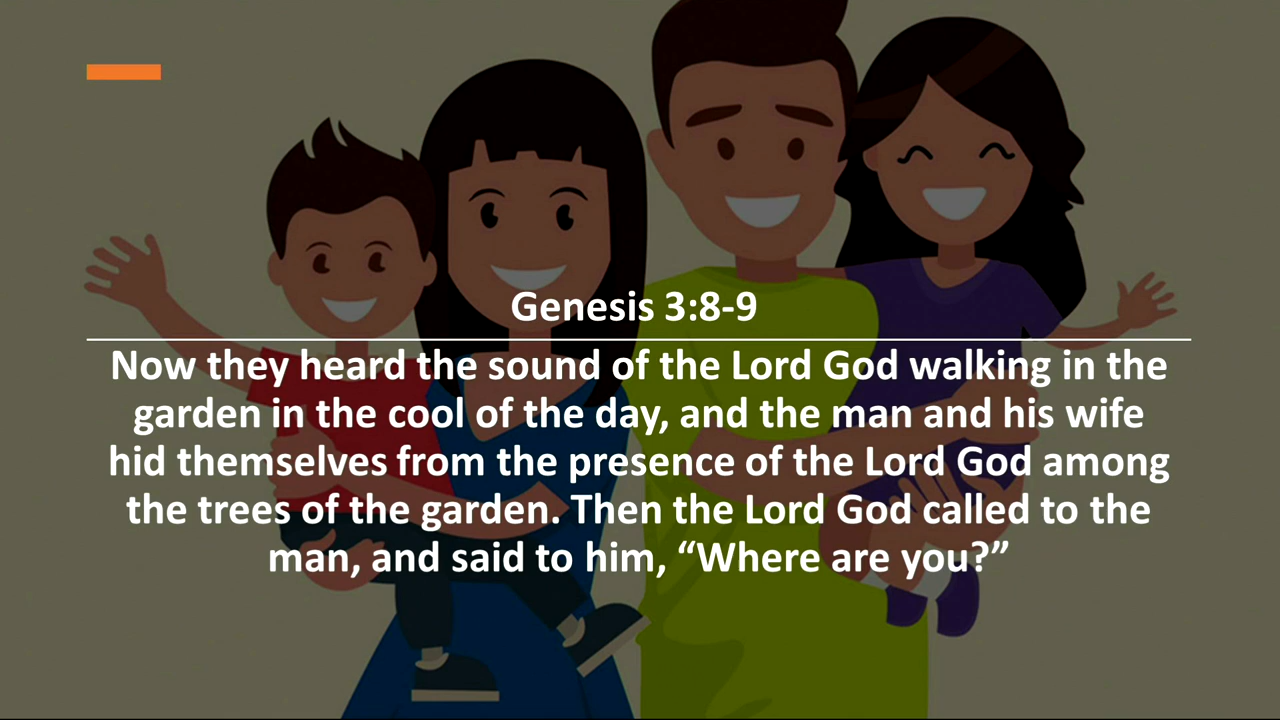 Genesis 3:8-9
Now they heard the sound of the Lord God walking in the
garden in the cool of the day, and the man and his wife
hid themselves from the presence of the Lord God among
the trees of the garden. Then the Lord God called to the
man, and said to him, “Where are you?”